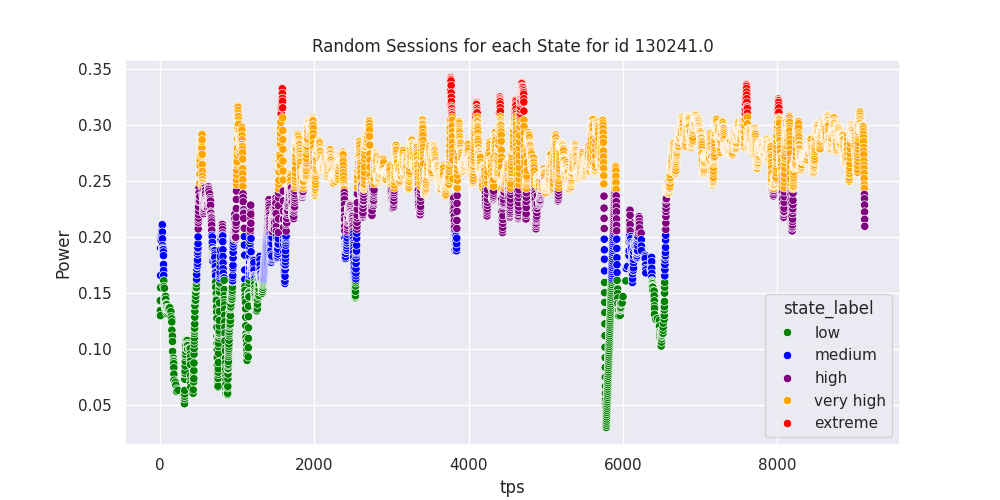 Random Sessions for each State for id 130241.0
0.35
0.30
0.25
0.20
0.15
0.10
0.05
Power
0
2000
4000
6000
8000
tps
state_label
low
medium
high
very high
extreme